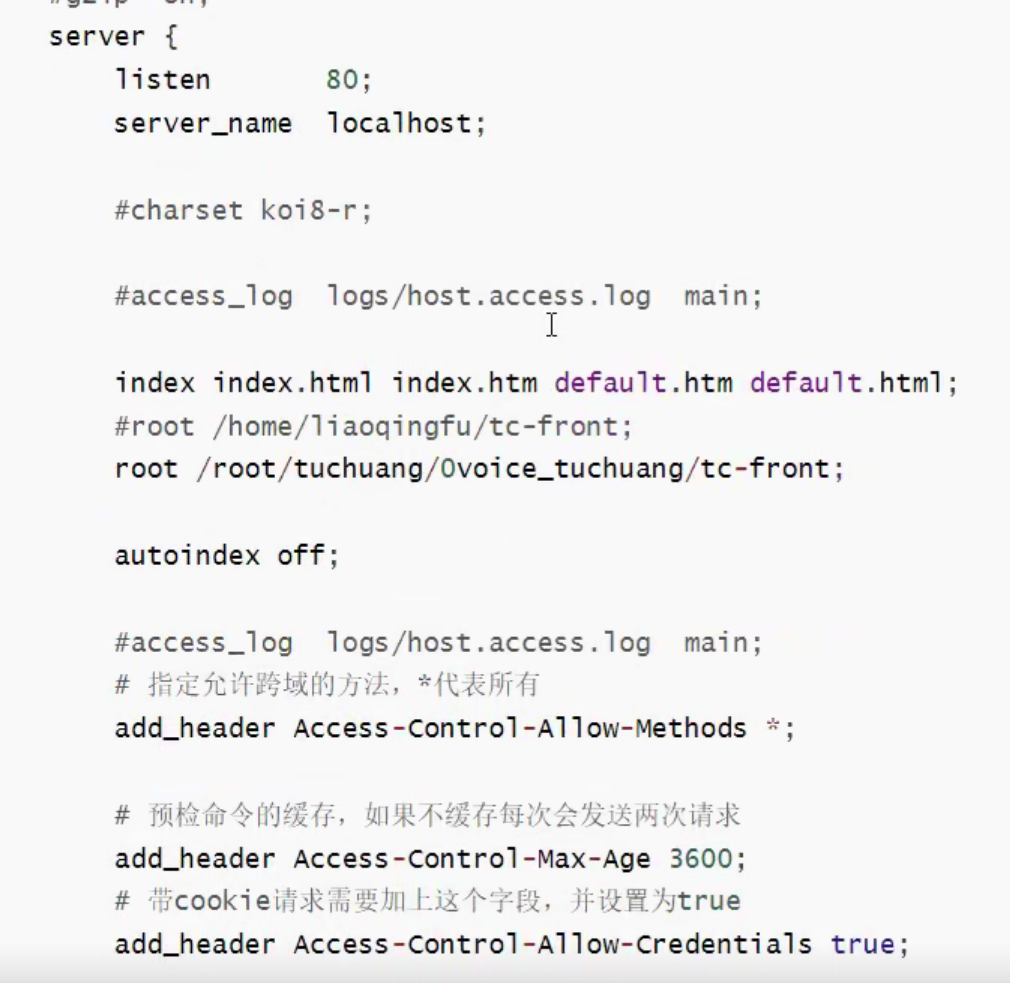 server {
listen 80;
server_name localhost;
#charset koi8-r;
#access_log logs/host.access.log main;
index index.html index.htm default.htm default.html;
#root /home/liaoqingfu/tc-front;
root /root/tuchuang/0voice_tuchuang/tc-front;
autoindex off;
#access_log logs/host.access.log main;
# 指定允许跨域的方法，*代表所有
add_header Access-Control-Allow-Methods *;
# 预检命令的缓存，如果不缓存每次会发送两次请求
add_header Access-Control-Max-Age 3600;
# 带cookie请求需要加上这个字段，并设置为true
add_header Access-Control-Allow-Credentials true;